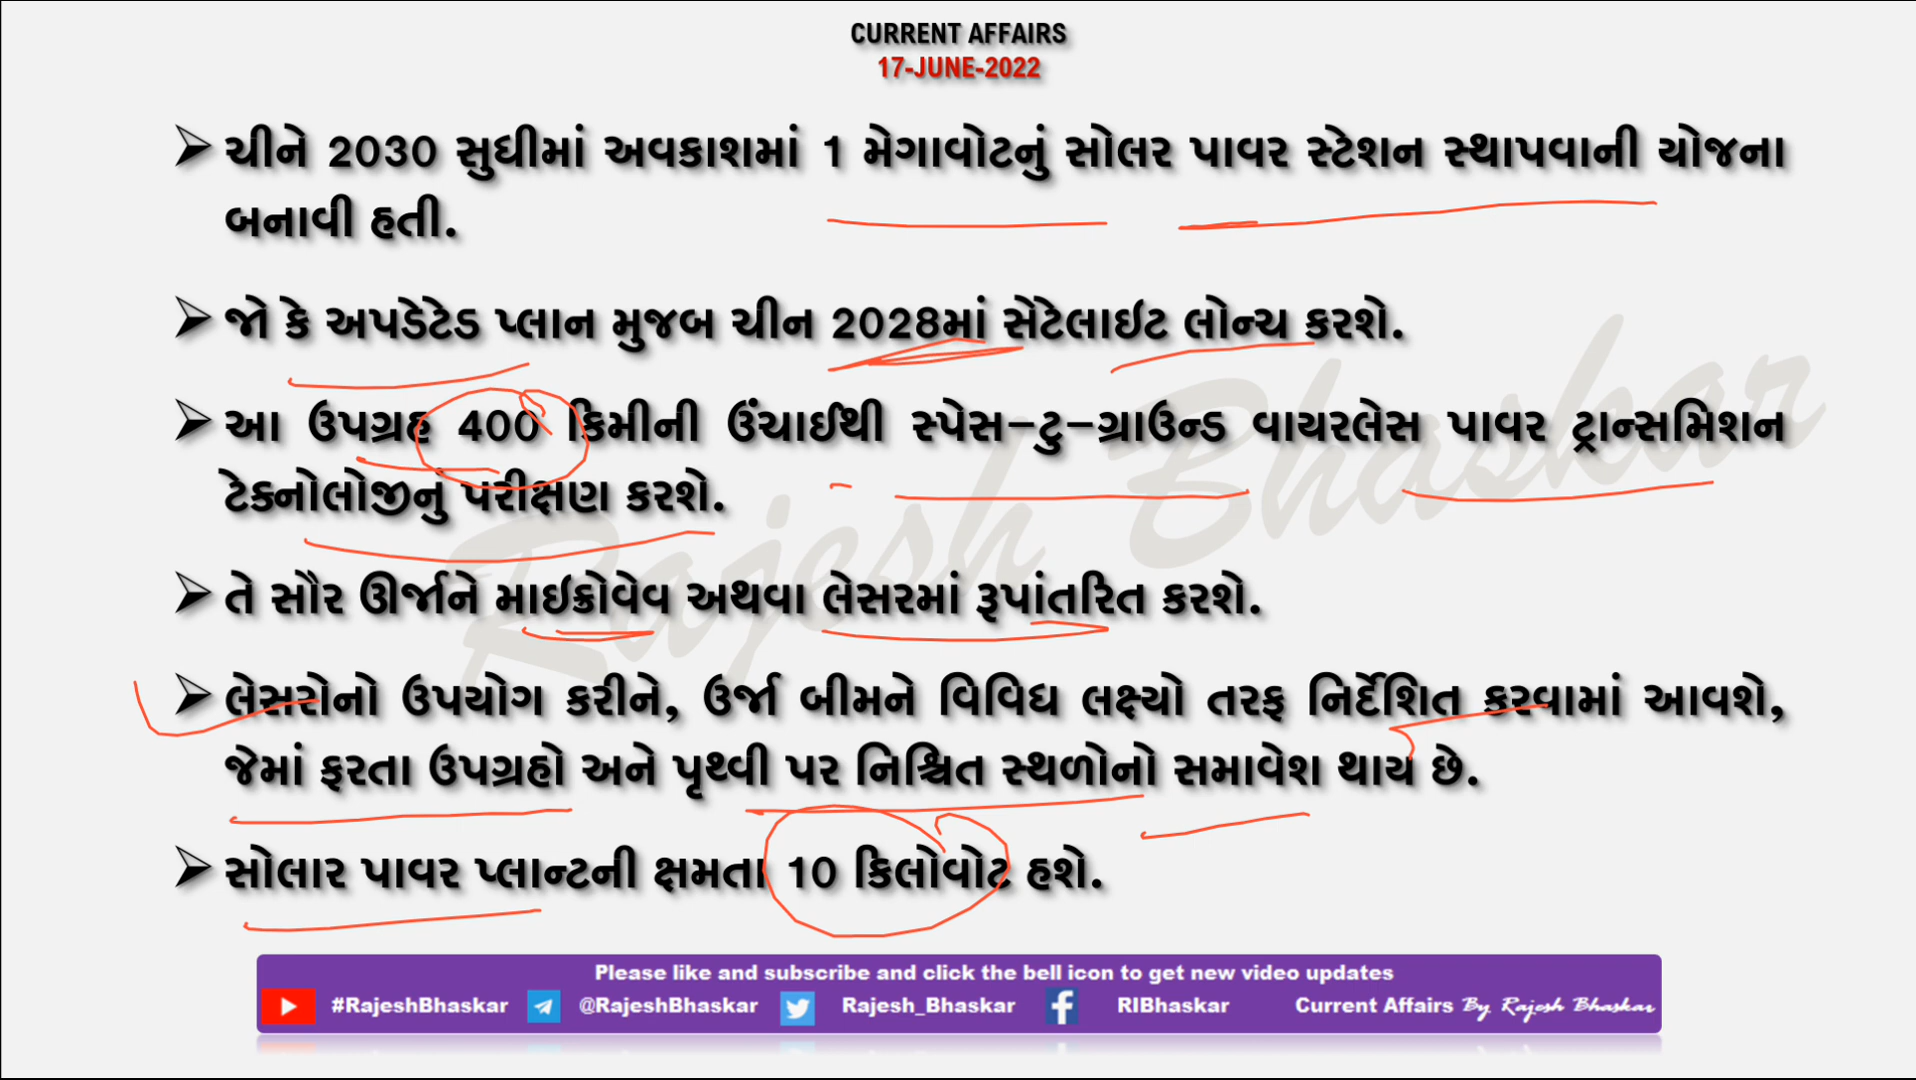 CURRENT AFFAIRS
17-JUNE-2022
ચીને 2030 સુધીમાં અવકાશમાં 1 મેગાવોટનું સોલર પાવર સ્ટેશન સ્થાપવાની યોજના
બનાવી હતી.
જો કે અપડેટેડ પ્લાન મુજબ ચીન 2028માં સેટેલાઈટ લોન્ચ કરશે.
આ ઉપગ્રહ 400 કિમીની ઉંચાઈથી સ્પેસ-ટુ-ગ્રાઉન્ડ વાયરલેસ પાવર ટ્રાન્સમિશન
ટેક્નોલોજીનું પરીક્ષણ કરશે.
તે સૌર ઊર્જાને માઈક્રોવેવ અથવા લેસરમાં રૂપાંતરિત કરશે.
લેસરોનો ઉપયોગ કરીને, ઉર્જા બીમને વિવિધ લક્ષ્યો તરફ નિર્દેશિત કરવામાં આવશે,
જેમાં ફરતા ઉપગ્રહો અને પૃથ્વી પર નિશ્ચિત સ્થળોનો સમાવેશ થાય છે.
સોલાર પાવર પ્લાન્ટની ક્ષમતા 10 કિલોવોટ હશે.
Rajesh Bhaskar
Please like and subscribe and click the bell icon to get new video updates
#RajeshBhaskar @RajeshBhaskar Rajesh_Bhaskar RIBhaskar Current Affairs By Rajesh Bhaskar